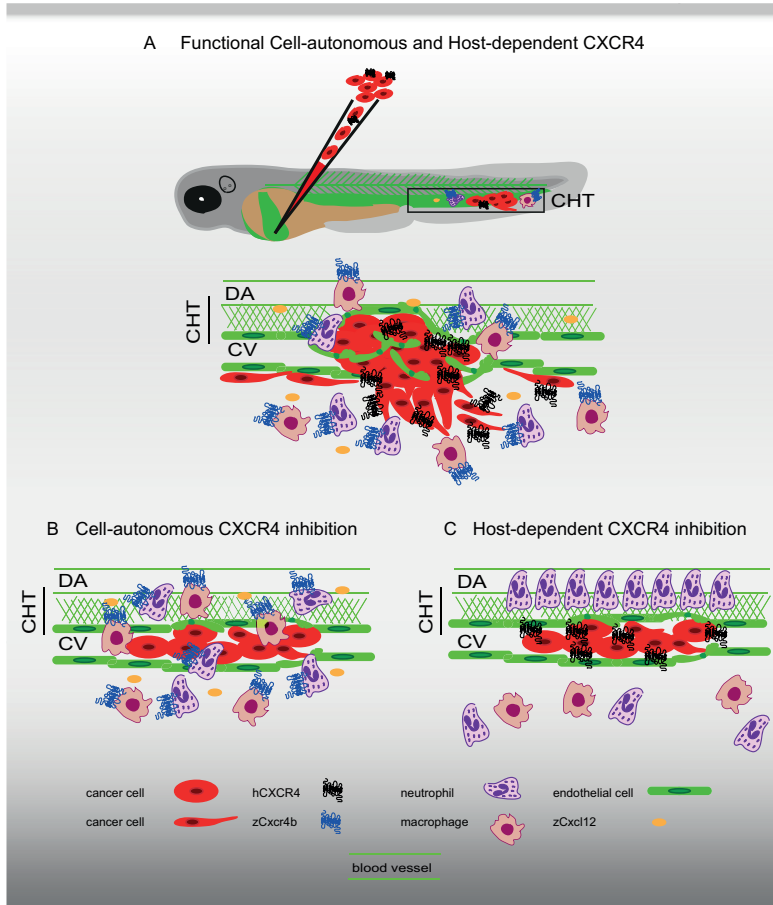 A Functional Cell-autonomous and Host-dependent CXCR4
CHT
DA
CHT
CV
B Cell-autonomous CXCR4 inhibition
C Host-dependent CXCR4 inhibition
DA
CHT
CV
DA
CHT
CV
cancer cell hCXCR4 neutrophil endothelial cell
cancer cell zCxcr4b macrophage zCxcl12
blood vessel